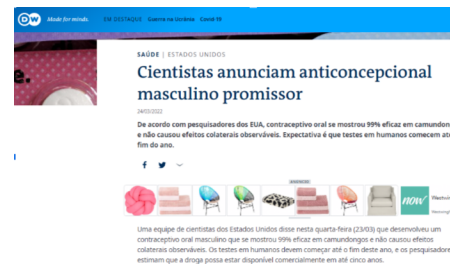 DW Made for minds. EM DESTAQUE Guerra na Ucrânia Covid-19
e.
SAÚDE | ESTADOS UNIDOS
Cientistas anunciam anticoncepcional
masculino promissor
24/03/2022
De acordo com pesquisadores dos EUA, contraceptivo oral se mostrou 99% eficaz em camundon
e não causou efeitos colaterais observáveis. Expectativa é que testes em humanos comecem at
fim do ano.
now
Uma equipe de cientistas dos Estados Unidos disse nesta quarta-feira (23/03) que desenvolveu um
contraceptivo oral masculino que se mostrou 99% eficaz em camundongos e não causou efeitos
colaterais observáveis. Os testes em humanos devem começar até o fim deste ano, e os pesquisadore
estimam que a droga possa estar disponível comercialmente em até cinco anos.